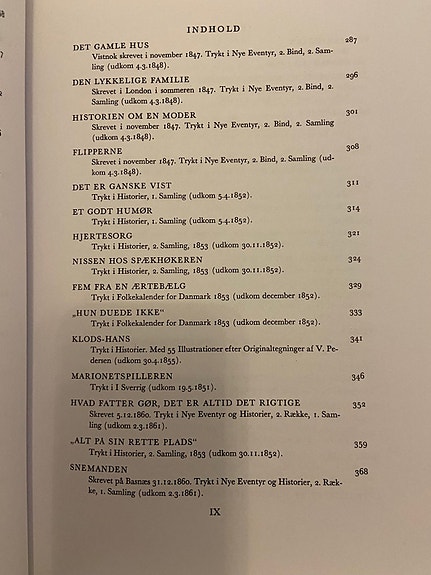 INDHOLD
DET GAMLE HUS 287
Vistnok skrevet i november 1847. Trykt i Nye Eventyr, 2. Bind, 2. Sam-
ling (udkom 4.3.1848).
DEN LYKKELIGE FAMILIE 296
Skrevet i London i sommeren 1847. Trykt i Nye Eventyr, 2. Bind, 2.
Samling (udkom 4.3.1848).
HISTORIEN OM EN MODER 301
Skrevet i november 1847. Trykt i Nye Eventyr, 2. Bind, 2. Samling
(udkom 4.3.1848).
FLIPPERNE 308
Skrevet i november 1847. Trykt i Nye Eventyr, 2. Bind, 2. Samling (ud-
kom 4.3.1848).
DET ER GANSKE VIST 311
Trykt i Historier, 1. Samling (udkom 5.4.1852).
ET GODT HUMØR 314
Trykt i Historier, 1. Samling (udkom 5.4.1852).
HJERTESORG 321
Trykt i Historier, 2. Samling, 1853 (udkom 30.11.1852).
NISSEN HOS SPÆKHØKEREN 324
Trykt i Historier, 2. Samling, 1853 (udkom 30.11.1852).
FEM FRA EN ÆRTEBÆLG 329
Trykt i Folkekalender for Danmark 1853 (udkom december 1852).
„HUN DUEDE IKKE“ 333
Trykt i Folkekalender for Danmark 1853 (udkom december 1852).
KLODS-HANS 341
Trykt i Historier. Med 55 Illustrationer efter Originaltegninger af V. Pe-
dersen (udkom 30.4.1855).
MARIONETSPILLEREN 346
Trykt i I Sverrig (udkom 19.5.1851).
HVAD FATTER GØR, DET ER ALTID DET RIGTIGE 352
Skrevet 5.12.1860. Trykt i Nye Eventyr og Historier, 2. Række, 1. Sam-
ling (udkom 2.3.1861).
„ALT PÅ SIN RETTE PLADS“ 359
Trykt i Historier, 2. Samling, 1853 (udkom 30.11.1852).
SNEMANDEN 368
Skrevet på Basnæs 31.12.1860. Trykt i Nye Eventyr og Historier, 2. Ræk-
ke, 1. Samling (udkom 2.3.1861).
IX